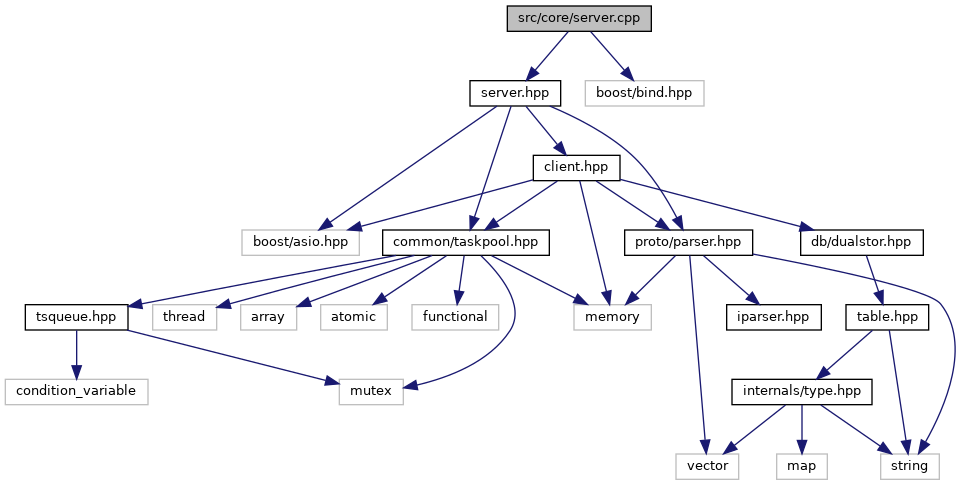 src/core/server.cpp
server.hpp
boost/bind.hpp
client.hpp
boost/asio.hpp
common/taskpool.hpp
proto/parser.hpp
db/dualstor.hpp
tsqueue.hpp
thread
array
atomic
functional
memory
iparser.hpp
table.hpp
condition_variable
mutex
internals/type.hpp
vector
map
string